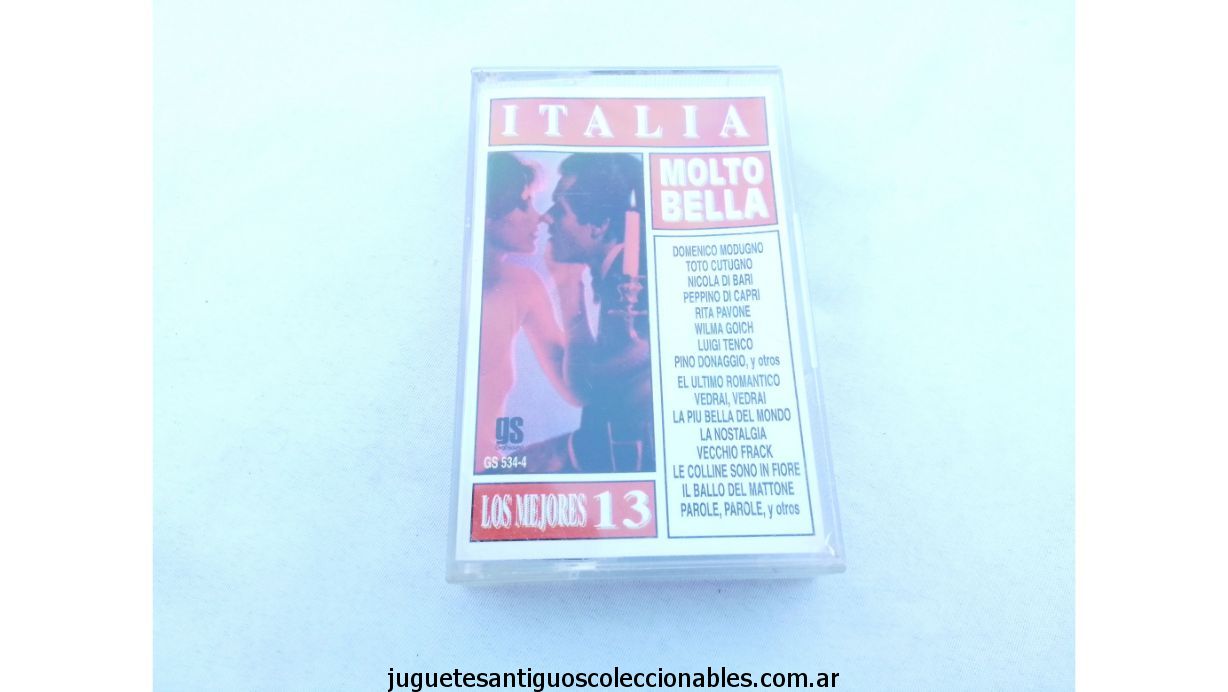 ITALIA
MOLTO
BELLA
DOMENICO MODUGNO
TOTO CUTUGNO
NICOLA DI BARI
PEPPINO DI CAPRI
RITA PAVONE
WILMA GOICH
LUIGI TENCO
PINO DONAGGIO, y otros
EL ULTIMO ROMANTICO
VEDRAI, VEDRAI
LA PIU BELLA DEL MONDO
LA NOSTALGIA
VECCHIO FRACK
LE COLLINE SONO IN FIORE
IL BALLO DEL MATTONE
PAROLE, PAROLE, y otros
gs
GS 534-4
LOS MEJORES 13
juguetesantiguoscoleccionables.com.ar